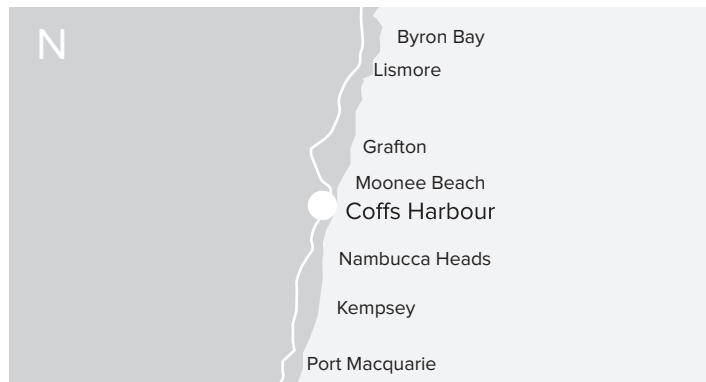 N
Byron Bay
Lismore
Grafton
Moonee Beach
Coffs Harbour
Nambucca Heads
Kempsey
Port Macquarie